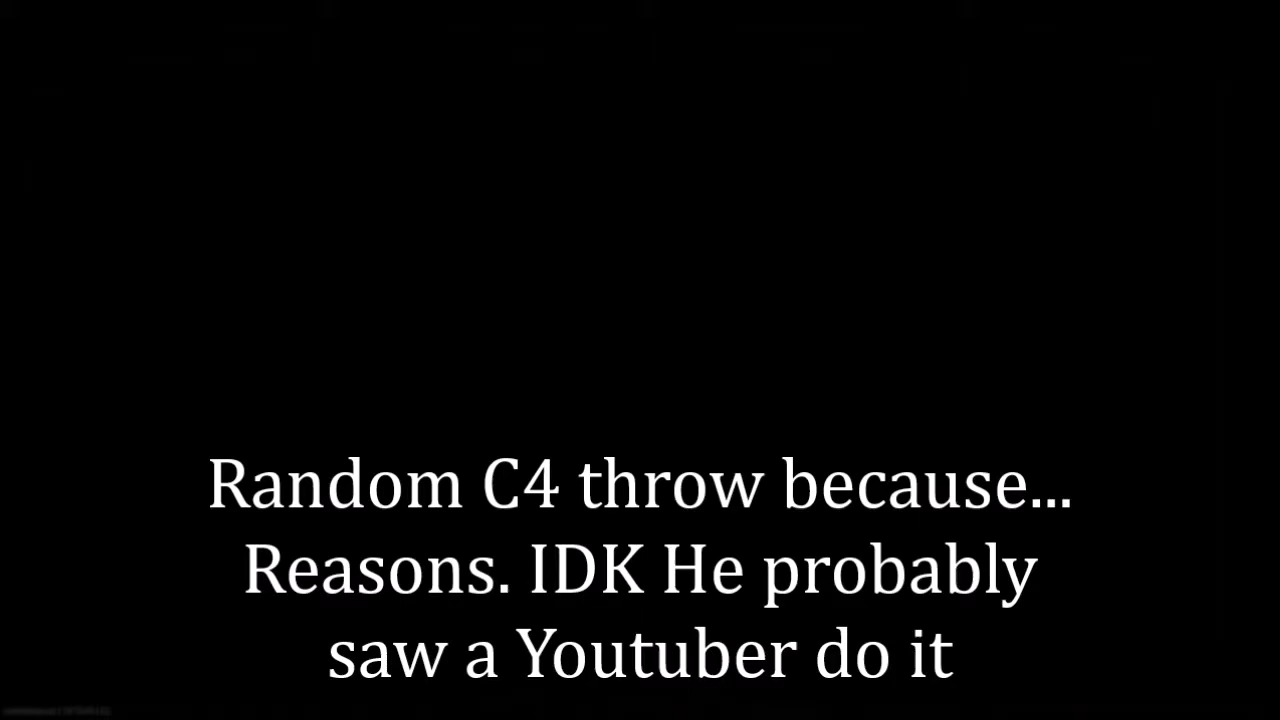 Random C4 throw because...
Reasons. IDK He probably
saw a Youtuber do it